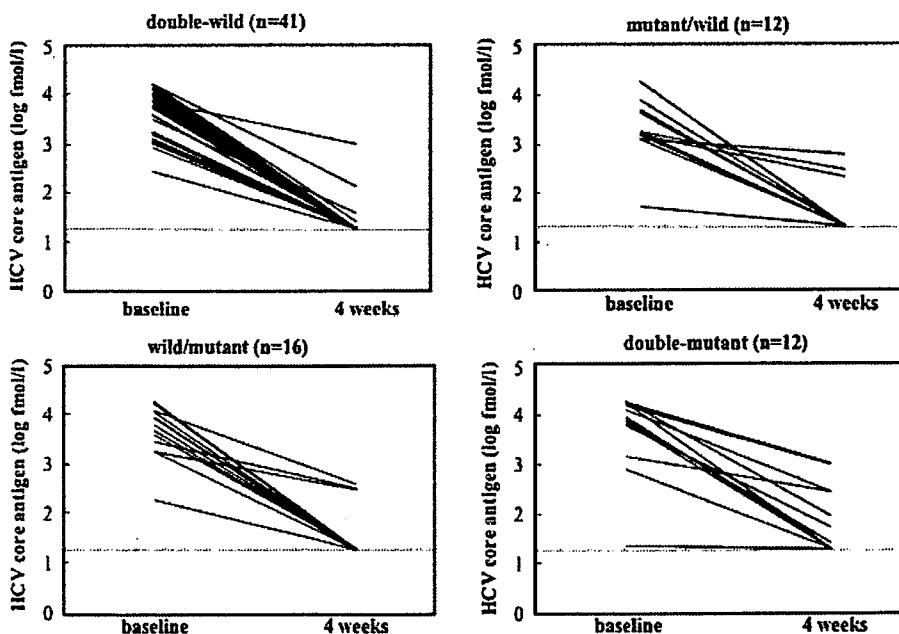 double-wild (n=41)
HCV core antigen (log fmol/l)
5
4
3
2
1
0
baseline
4 weeks
mutant/wild (n=12)
HCV core antigen (log fmol/l)
5
4
3
2
1
0
baseline
4 weeks
wild/mutant (n=16)
HCV core antigen (log fmol/l)
5
4
3
2
1
0
baseline
4 weeks
double-mutant (n=12)
HCV core antigen (log fmol/l)
5
4
3
2
1
0
baseline
4 weeks